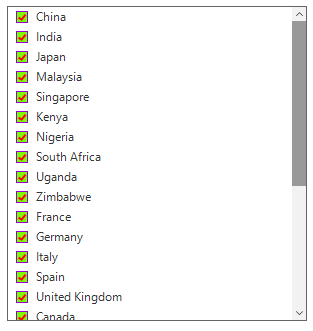 China
India
Japan
Malaysia
Singapore
Kenya
Nigeria
South Africa
Uganda
Zimbabwe
France
Germany
Italy
Spain
United Kingdom
Canada